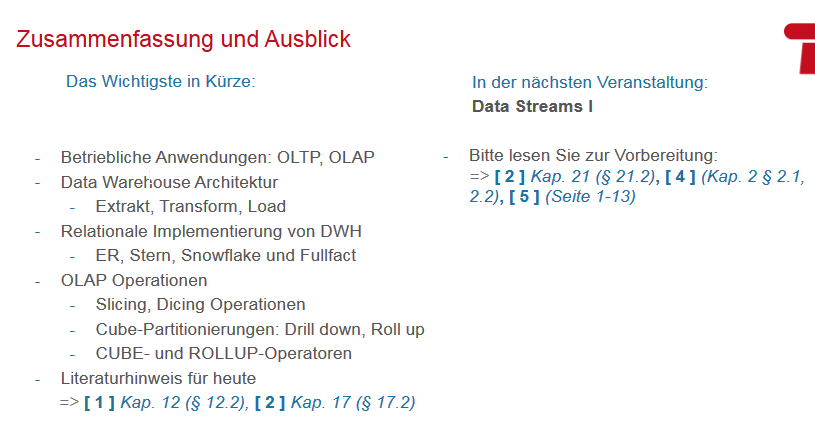 Zusammenfassung und Ausblick
Das Wichtigste in Kürze:
- Betriebliche Anwendungen: OLTP, OLAP
- Data Warehouse Architektur
- Extrakt, Transform, Load
- Relationale Implementierung von DWH
- ER, Stern, Snowflake und Fullfact
- OLAP Operationen
- Slicing, Dicing Operationen
- Cube-Partitionierungen: Drill down, Roll up
- CUBE- und ROLLUP-Operatoren
- Literaturhinweis für heute
=> [ 1 ] Kap. 12 (§ 12.2), [ 2 ] Kap. 17 (§ 17.2)
In der nächsten Veranstaltung:
Data Streams I
- Bitte lesen Sie zur Vorbereitung:
=> [ 2 ] Kap. 21 (§ 21.2), [ 4 ] (Kap. 2 § 2.1,
2.2), [ 5 ] (Seite 1-13)